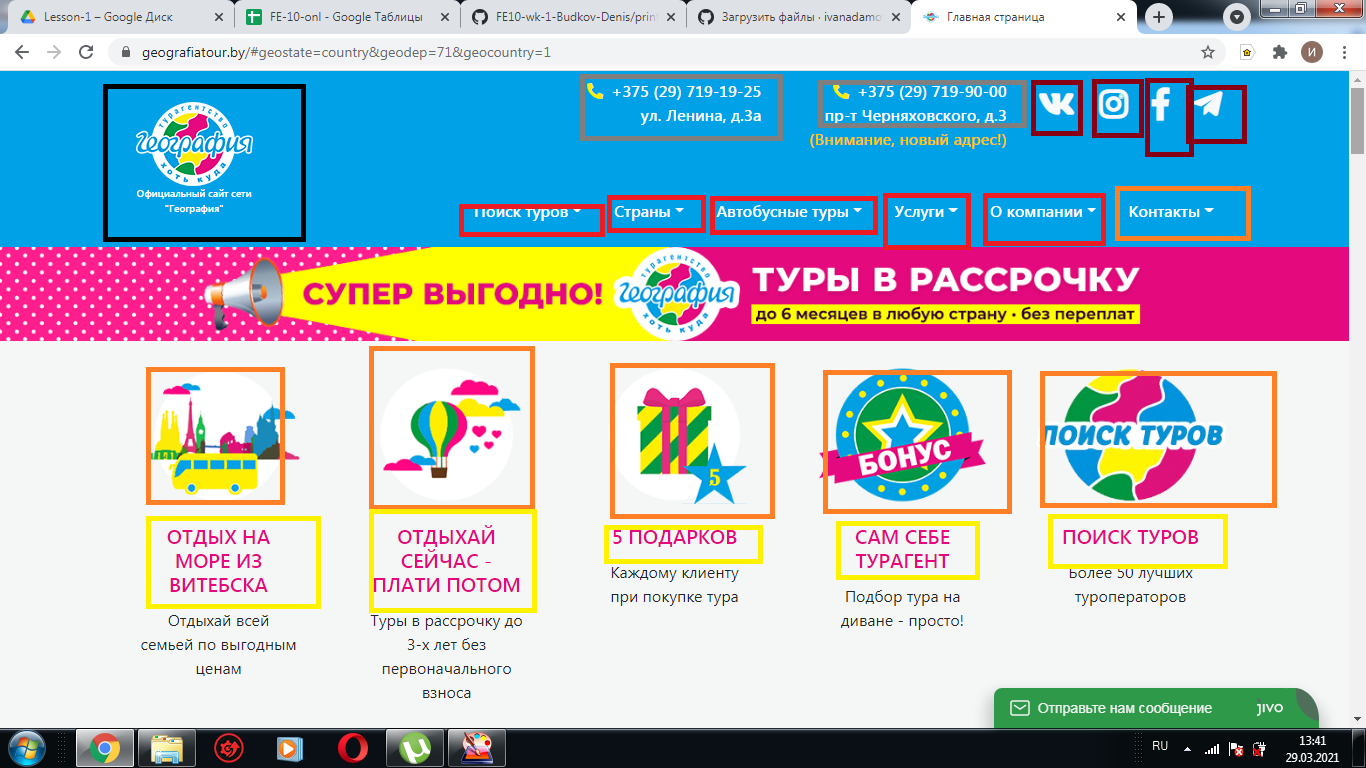 Lesson-1 – Google Диск
FE-10-onl - Google Таблицы
FE10-wk-1-Budkov-Denis/prin
Загрузить файлы · ivanadamo
Главная страница
geografiatour.by/#geostate=country&geodep=71&geocountry=1
И
турагентство
География
хоть куда
Официальный сайт сети
"География"
+375 (29) 719-19-25
ул. Ленина, д.3а
+375 (29) 719-90-00
пр-т Черняховского, д.3
(Внимание, новый адрес!)
Поиск туров
Страны
Автобусные туры
Услуги
О компании
Контакты
СУПЕР ВЫГОДНО!
турагентство
География
хоть куда
ТУРЫ В РАССРОЧКУ
до 6 месяцев в любую страну · без переплат
5
БОНУС
ПОИСК ТУРОВ
ОТДЫХ НА
МОРЕ ИЗ
ВИТЕБСКА
Отдыхай всей
семьей по выгодным
ценам
ОТДЫХАЙ
СЕЙЧАС -
ПЛАТИ ПОТОМ
Туры в рассрочку до
3-х лет без
первоначального
взноса
5 ПОДАРКОВ
Каждому клиенту
при покупке тура
САМ СЕБЕ
ТУРАГЕНТ
Подбор тура на
диване - просто!
ПОИСК ТУРОВ
Более 50 лучших
туроператоров
Отправьте нам сообщение
jivo
RU
13:41
29.03.2021